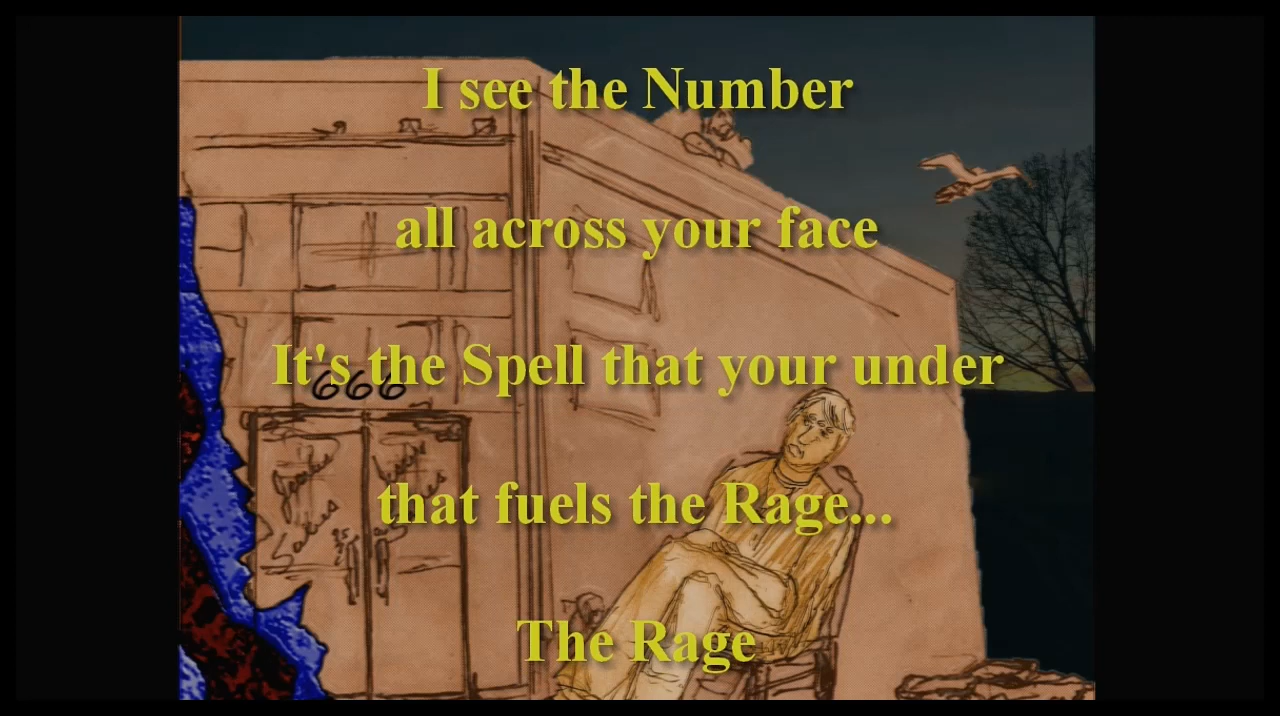 I see the Number
all across your face
It's the Spell that your under
666
that fuels the Rage...
The Rage